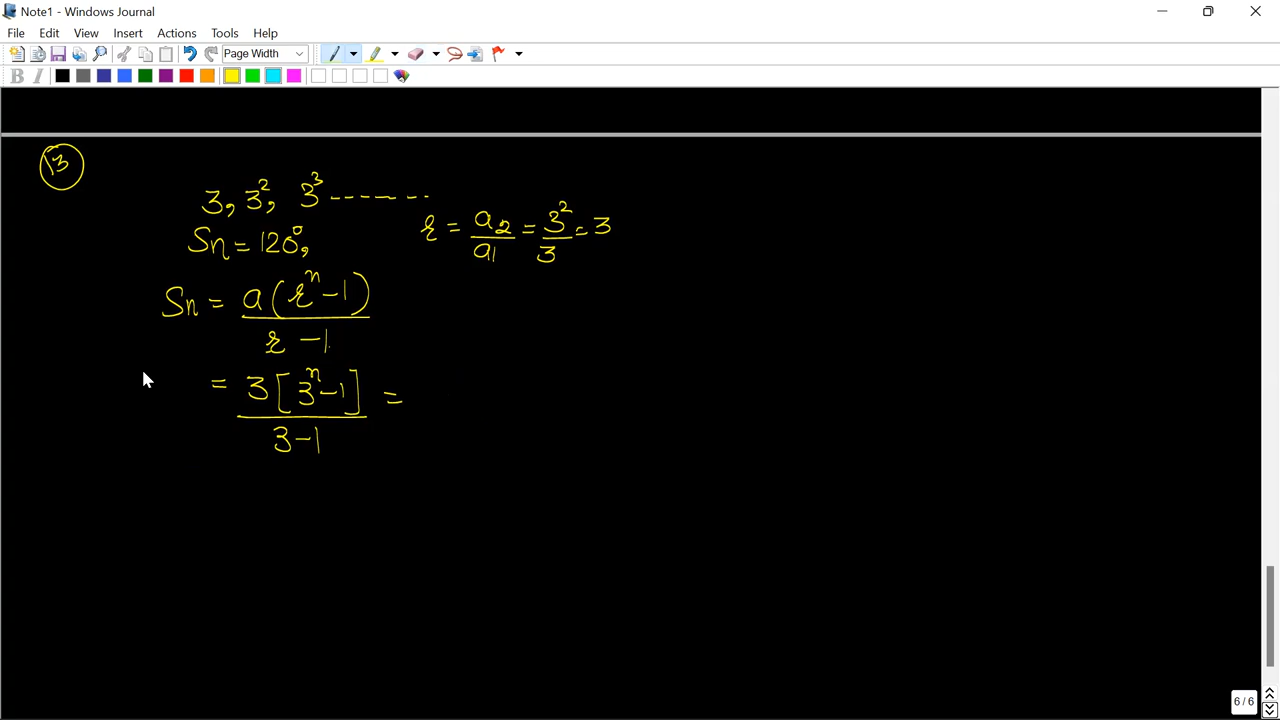 Note1 - Windows Journal
File Edit View Insert Actions Tools Help
Page Width
B I
13
3, 3², 3³ -------
Sn = 120°,
r = a2/a1 = 3²/3 = 3
Sn = a(rⁿ-1)/r-1
= 3[3ⁿ-1]/3-1 =
6 / 6